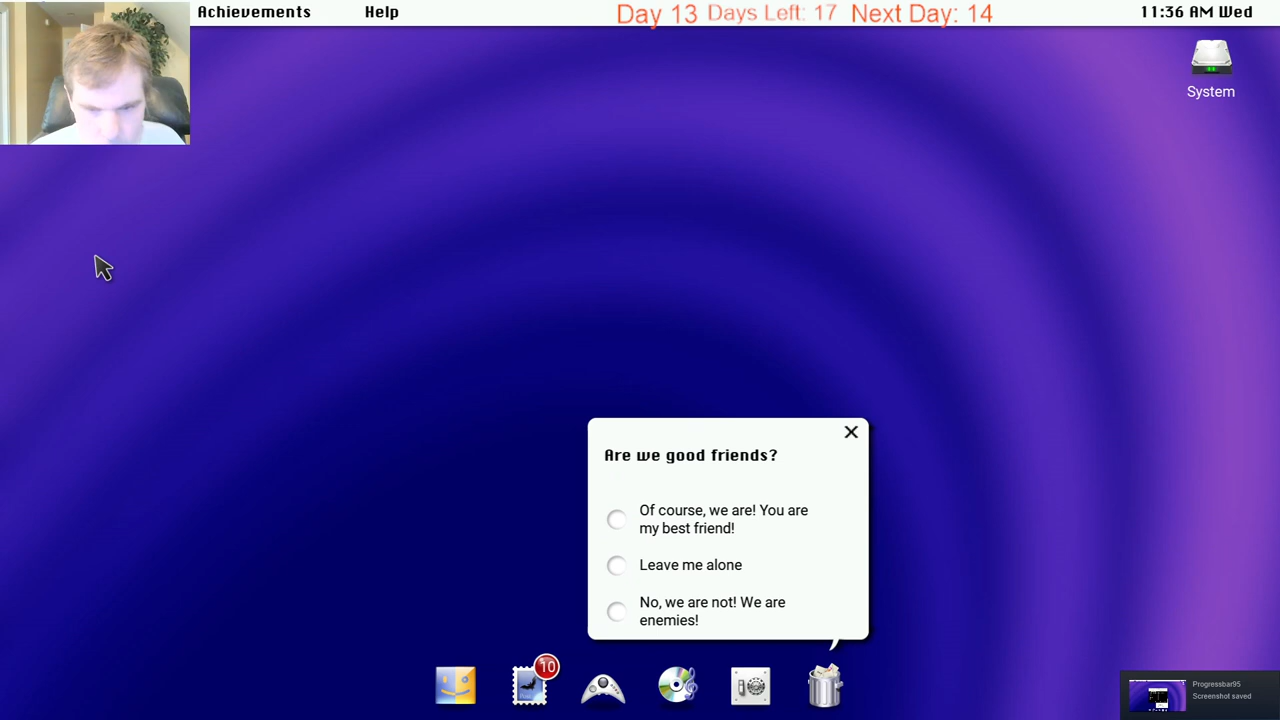 Achievements Help Day 13 Days Left: 17 Next Day: 14 11:36 AM Wed
System
Are we good friends?
Of course, we are! You are
my best friend!
Leave me alone
No, we are not! We are
enemies!
10
Progressbar95
Screenshot saved